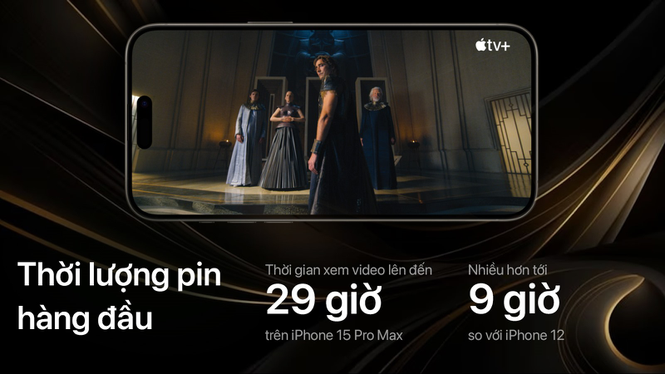 tv+
Thời lượng pin
hàng đầu
Thời gian xem video lên đến
29 giờ
trên iPhone 15 Pro Max
Nhiều hơn tới
9 giờ
so với iPhone 12